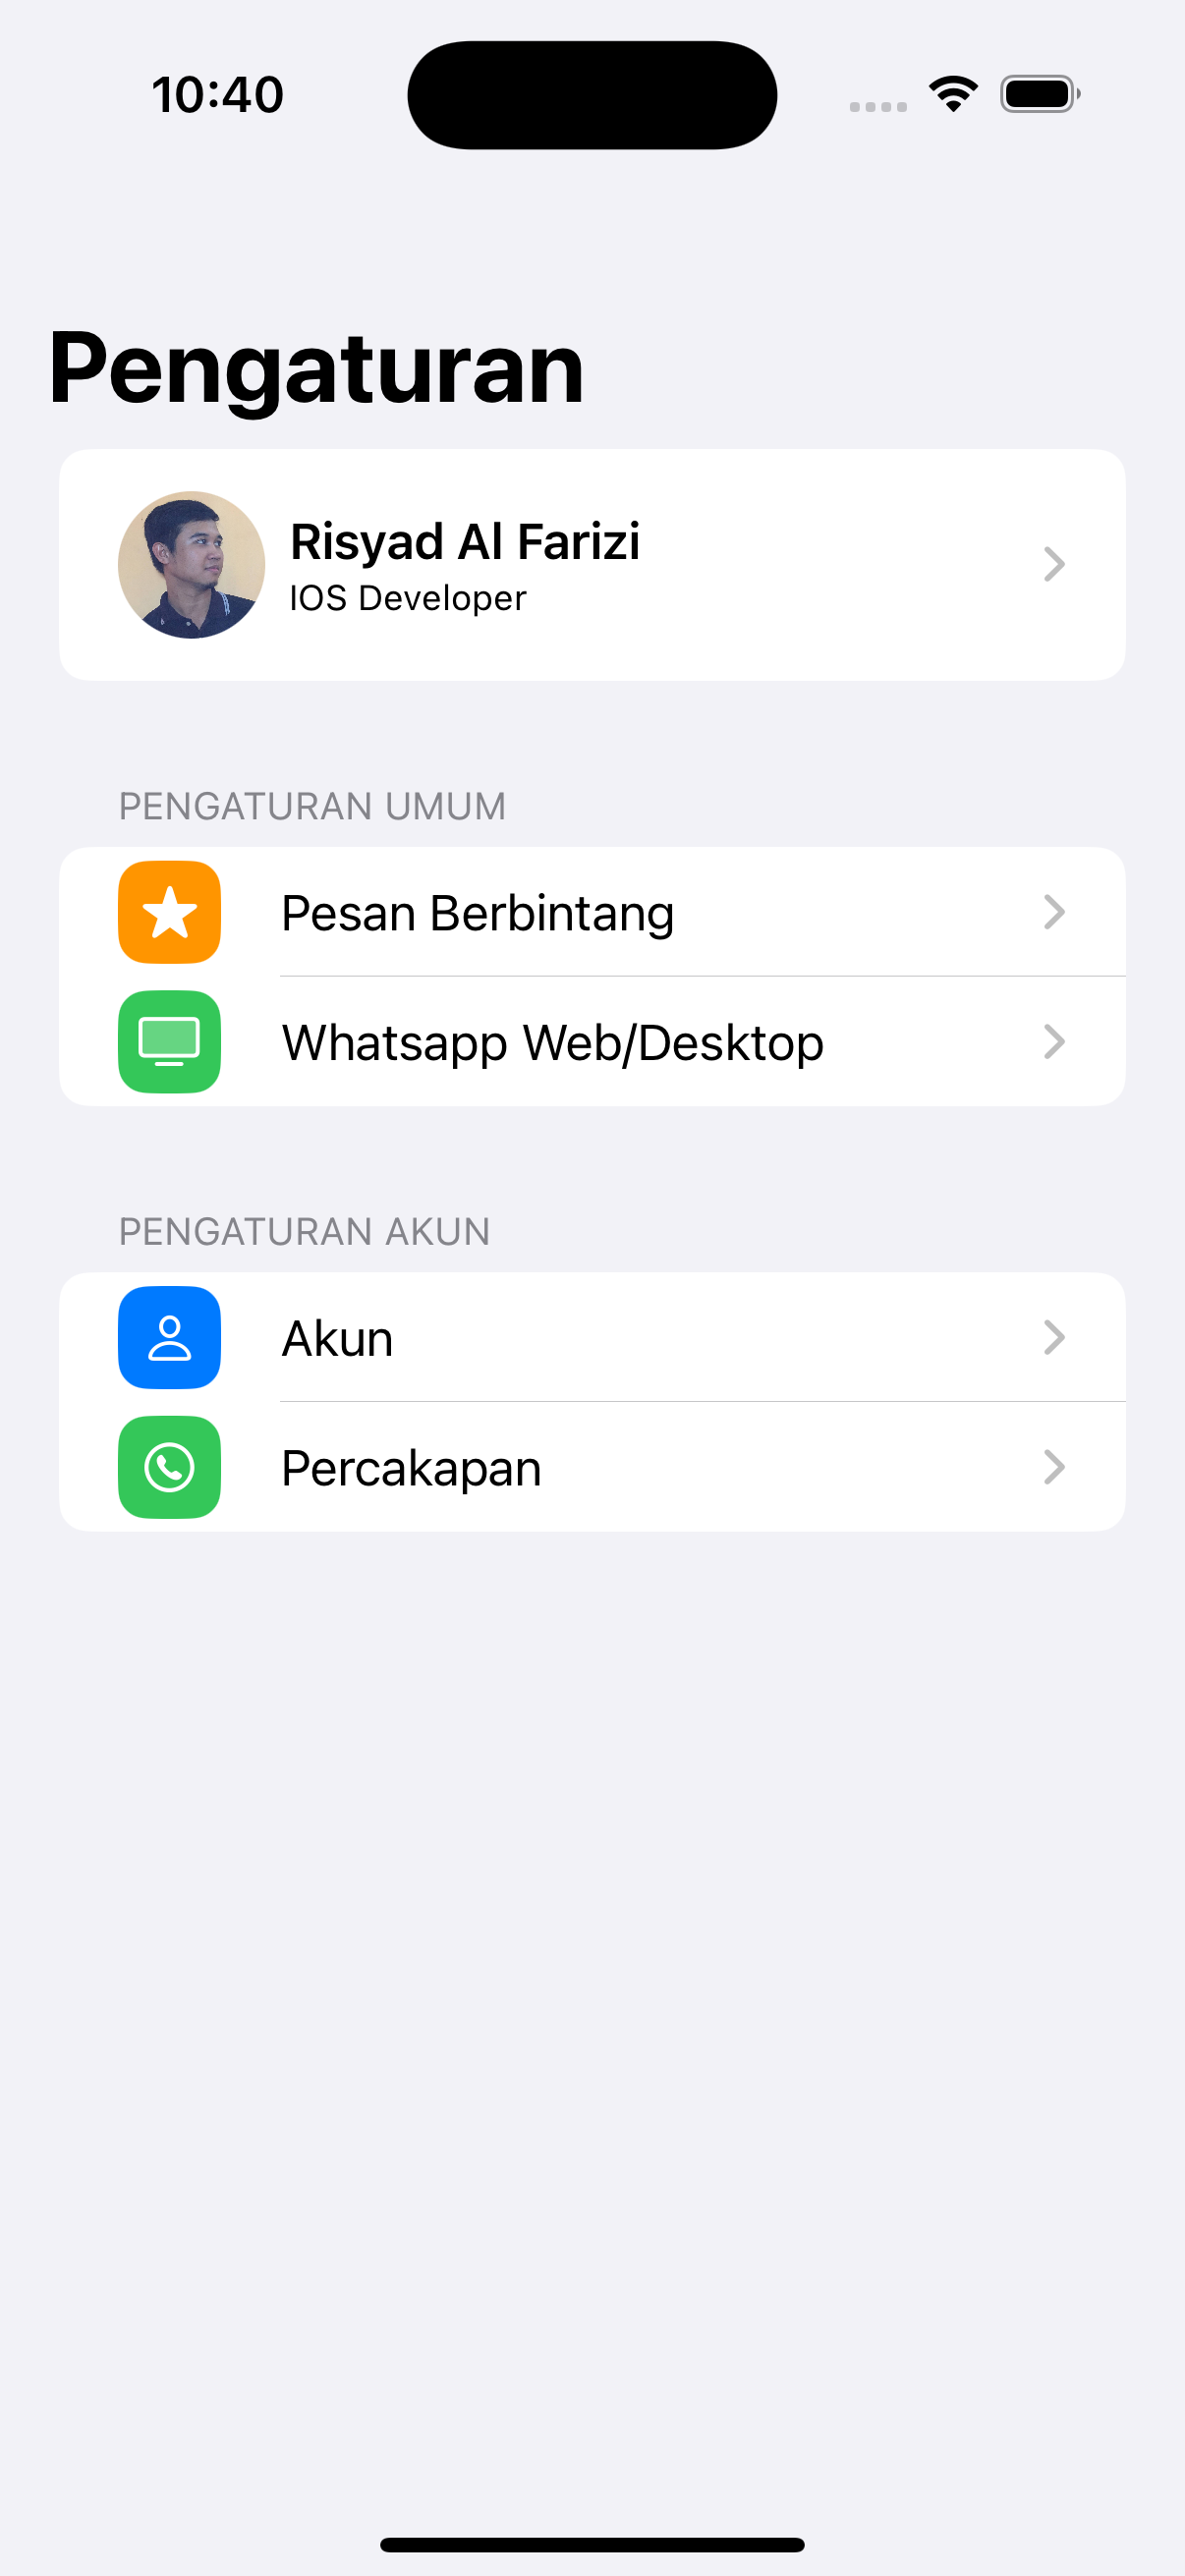 10:40
Pengaturan
Risyad Al Farizi
IOS Developer
PENGATURAN UMUM
Pesan Berbintang
Whatsapp Web/Desktop
PENGATURAN AKUN
Akun
Percakapan